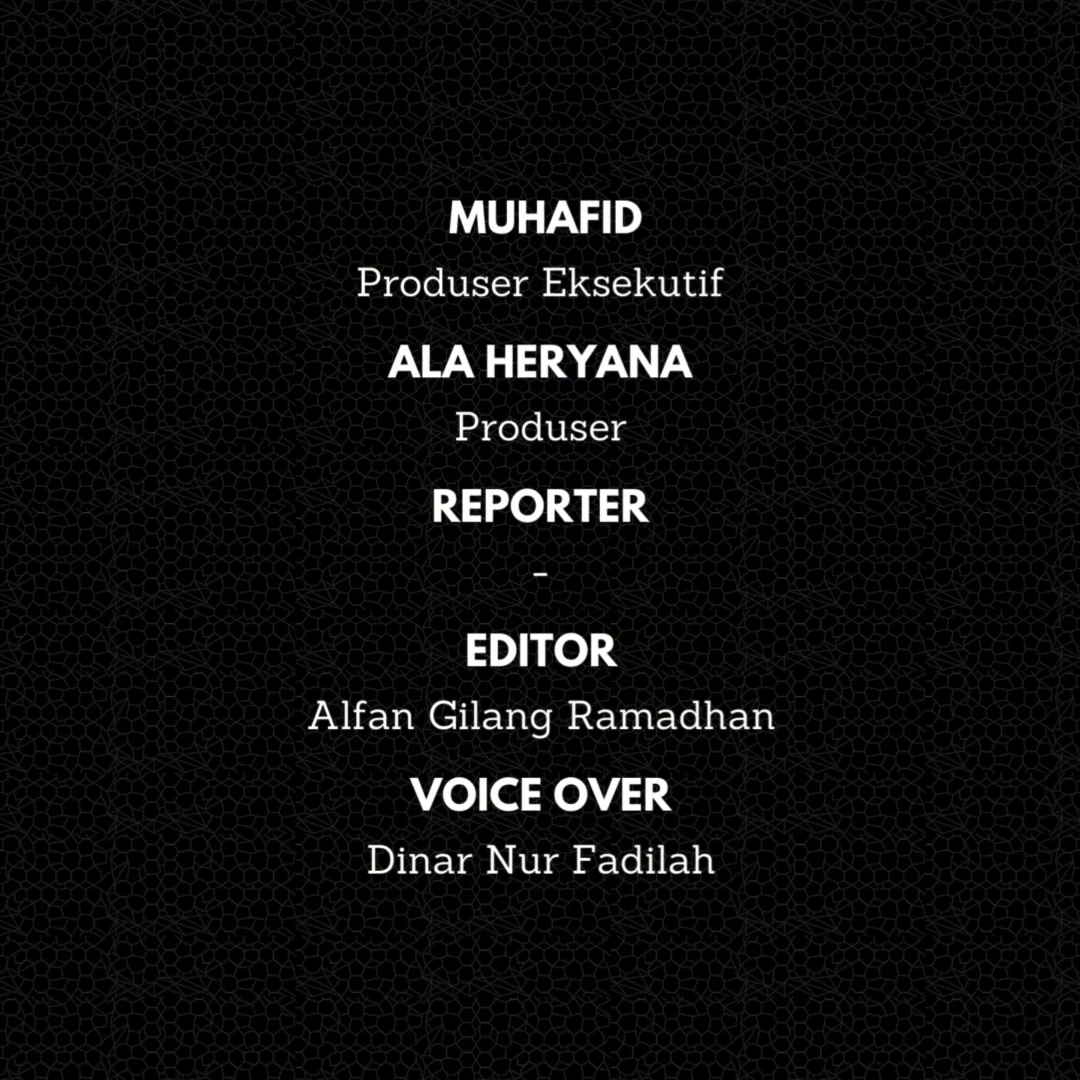 MUHAFID
Produser Eksekutif
ALA HERYANA
Produser
REPORTER
-
EDITOR
Alfan Gilang Ramadhan
VOICE OVER
Dinar Nur Fadilah